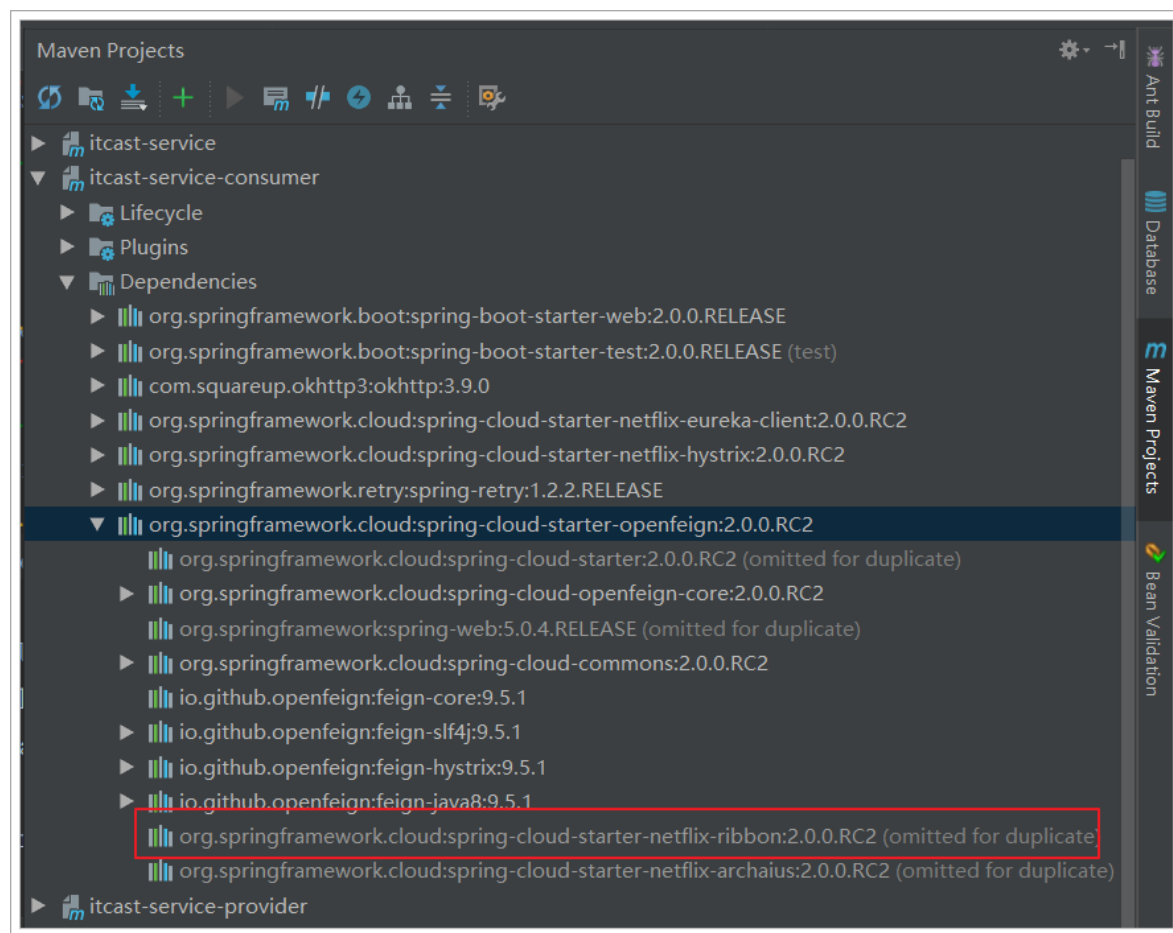 Maven Projects
itcast-service
itcast-service-consumer
Lifecycle
Plugins
Dependencies
org.springframework.boot:spring-boot-starter-web:2.0.0.RELEASE
org.springframework.boot:spring-boot-starter-test:2.0.0.RELEASE (test)
com.squareup.okhttp3:okhttp:3.9.0
org.springframework.cloud:spring-cloud-starter-netflix-eureka-client:2.0.0.RC2
org.springframework.cloud:spring-cloud-starter-netflix-hystrix:2.0.0.RC2
org.springframework.retry:spring-retry:1.2.2.RELEASE
org.springframework.cloud:spring-cloud-starter-openfeign:2.0.0.RC2
org.springframework.cloud:spring-cloud-starter:2.0.0.RC2 (omitted for duplicate)
org.springframework.cloud:spring-cloud-openfeign-core:2.0.0.RC2
org.springframework:spring-web:5.0.4.RELEASE (omitted for duplicate)
org.springframework.cloud:spring-cloud-commons:2.0.0.RC2
io.github.openfeign:feign-core:9.5.1
io.github.openfeign:feign-slf4j:9.5.1
io.github.openfeign:feign-hystrix:9.5.1
io.github.openfeign:feign-java8:9.5.1
org.springframework.cloud:spring-cloud-starter-netflix-ribbon:2.0.0.RC2 (omitted for duplicate)
org.springframework.cloud:spring-cloud-starter-netflix-archaius:2.0.0.RC2 (omitted for duplicate)
itcast-service-provider
Ant Build
Database
Maven Projects
Bean Validation